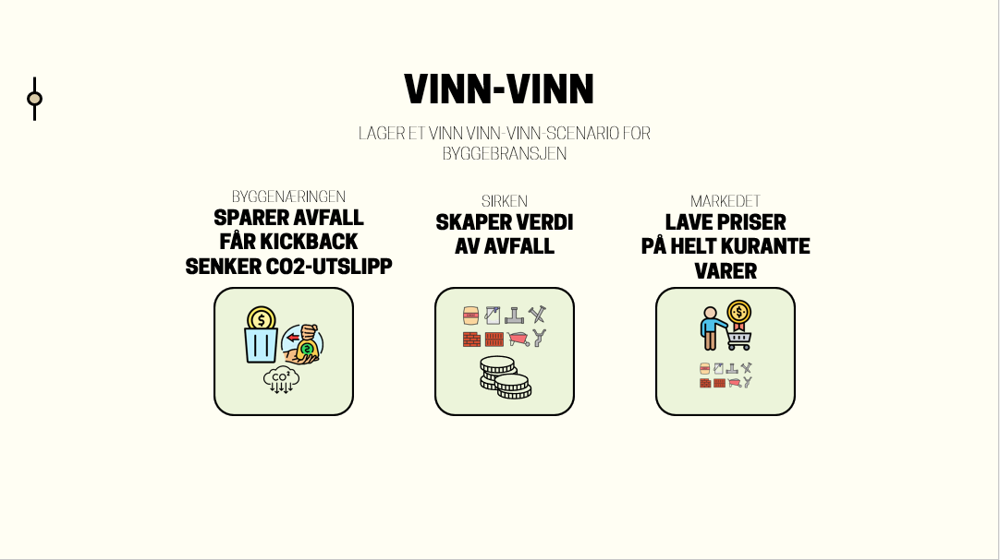 VINN-VINN
LAGER ET VINN VINN-VINN-SCENARIO FOR
BYGGEBRANSJEN
BYGGENÆRINGEN
SPARER AVFALL
FÅR KICKBACK
SENKER CO2-UTSLIPP
SIRKEN
SKAPER VERDI
AV AVFALL
MARKEDET
LAVE PRISER
PÅ HELT KURANTE
VARER
$
CO²
$